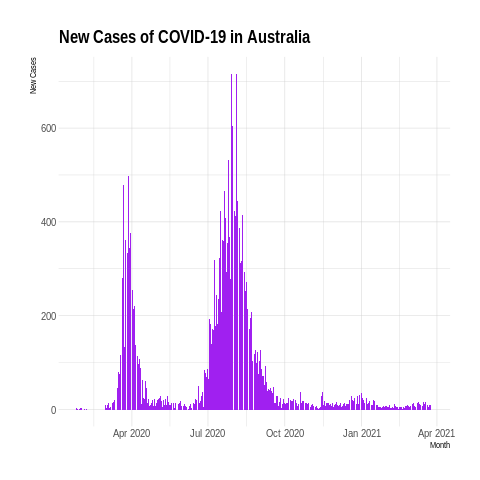 New Cases of COVID-19 in Australia
New Cases
600
400
200
0
Apr 2020
Jul 2020
Oct 2020
Jan 2021
Apr 2021
Month